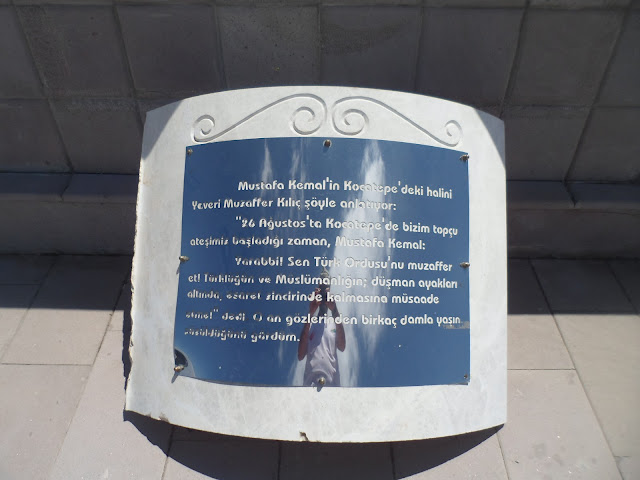 Mustafa Kemal'in Kocatepe'deki halini
Yaveri Muzaffer Kılıç şöyle anlatıyor:
"26 Ağustos'ta Kocatepe'de bizim topçu
ateşimiz başladığı zaman, Mustafa Kemal:
Yarabbi! Sen Türk Ordusu'nu muzaffer
et! Türklüğün ve Müslümanlığın; düşman ayakları
altında, esaret zincirinde kalmasına müsaade
etme!" dedi. O an gözlerinden birkaç damla yaşın
süzüldüğünü gördüm.